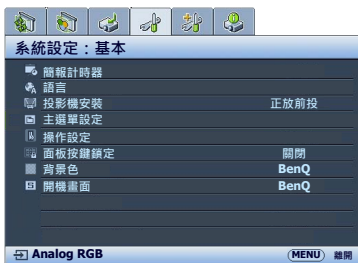 系統設定：基本
簡報計時器
語言
投影機安裝 正放前投
主選單設定
操作設定
面板按鍵鎖定 關閉
背景色 BenQ
開機畫面 BenQ
Analog RGB MENU 離開